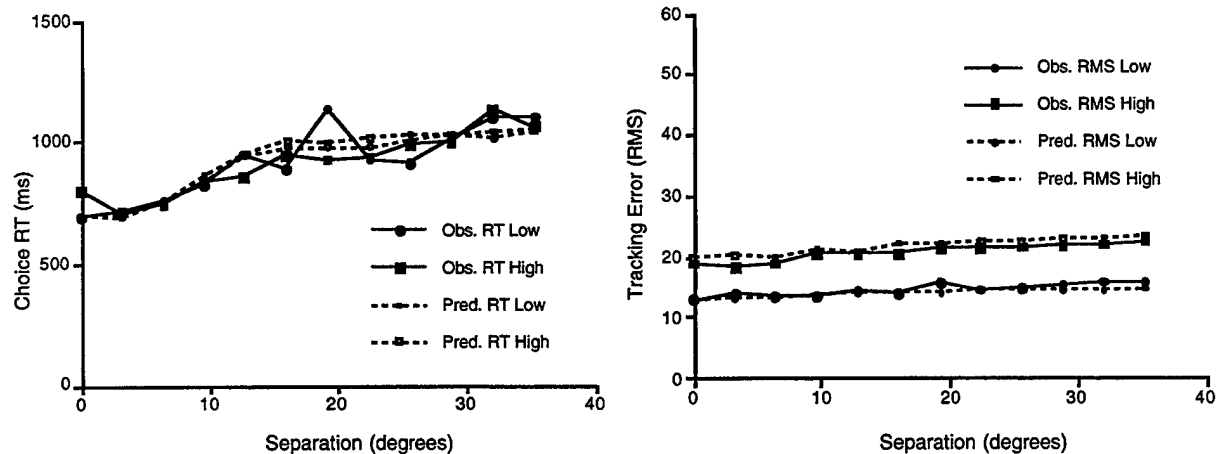 1500
1000
500
0
Choice RT (ms)
Obs. RT Low
Obs. RT High
Pred. RT Low
Pred. RT High
0 10 20 30 40
Separation (degrees)
60
50
40
30
20
10
0
Tracking Error (RMS)
Obs. RMS Low
Obs. RMS High
Pred. RMS Low
Pred. RMS High
0 10 20 30 40
Separation (degrees)